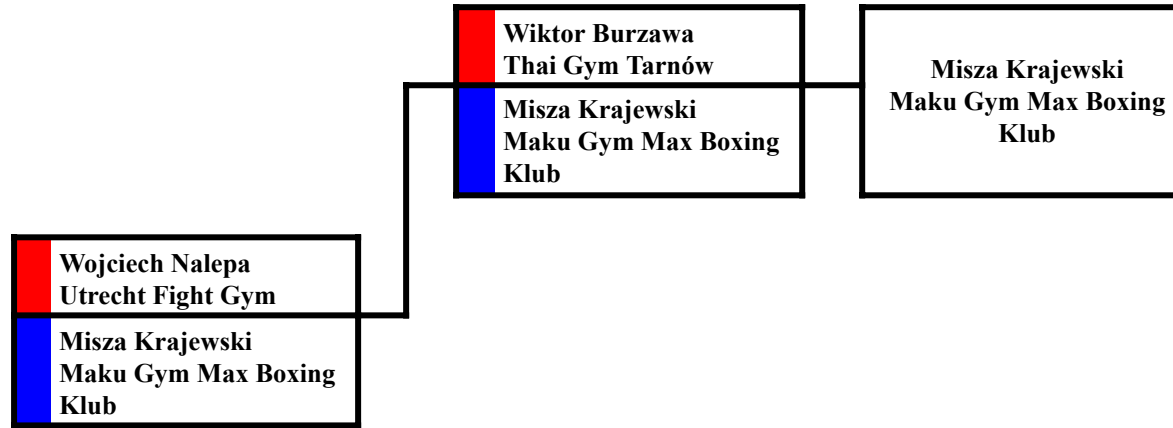 Wiktor Burzawa
Thai Gym Tarnów
Misza Krajewski
Maku Gym Max Boxing
Klub
Misza Krajewski
Maku Gym Max Boxing
Klub
Wojciech Nalepa
Utrecht Fight Gym
Misza Krajewski
Maku Gym Max Boxing
Klub